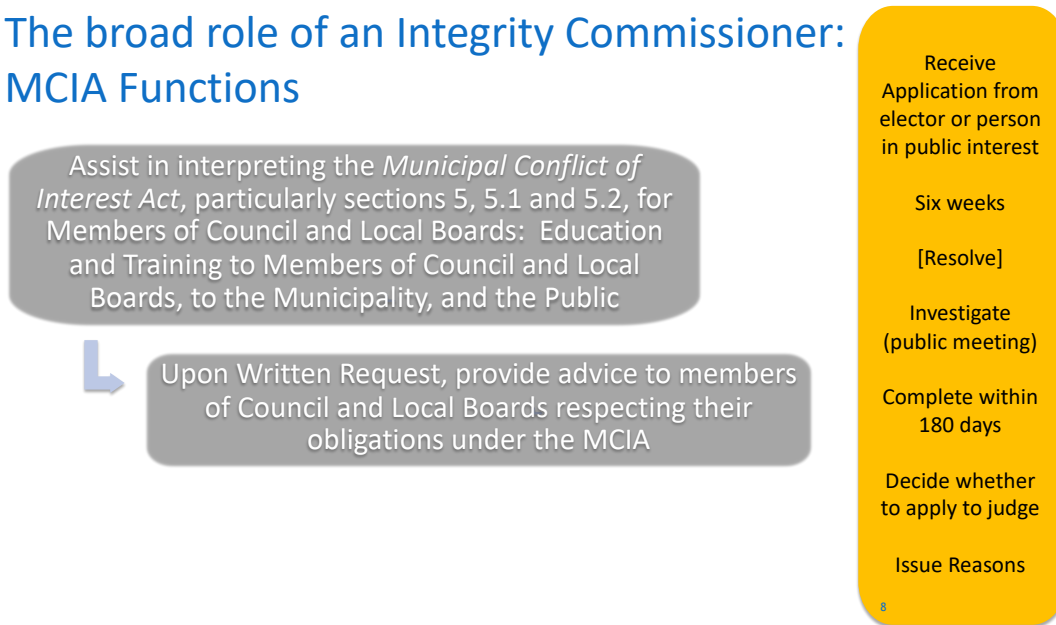 The broad role of an Integrity Commissioner:
MCIA Functions
Assist in interpreting the Municipal Conflict of
Interest Act, particularly sections 5, 5.1 and 5.2, for
Members of Council and Local Boards:  Education
and Training to Members of Council and Local
Boards, to the Municipality, and the Public
Upon Written Request, provide advice to members
of Council and Local Boards respecting their
obligations under the MCIA
Receive
Application from
elector or person
in public interest
Six weeks
[Resolve]
Investigate
(public meeting)
Complete within
180 days
Decide whether
to apply to judge
Issue Reasons
8